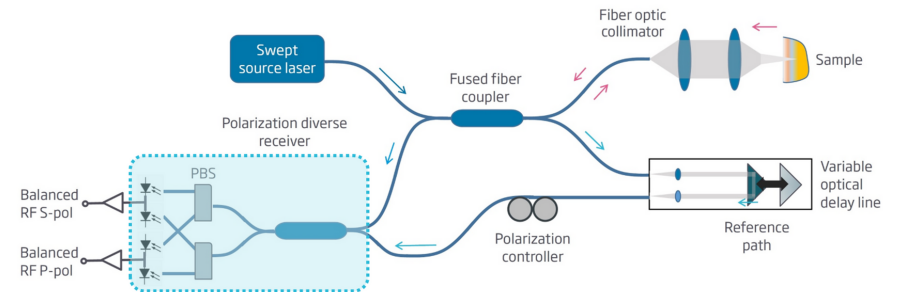 Fiber optic
collimator
Swept
source laser
Sample
Fused fiber
coupler
Polarization diverse
receiver
PBS
Variable
optical
delay line
Balanced
RF S-pol
Reference
path
Polarization
controller
Balanced
RF P-pol